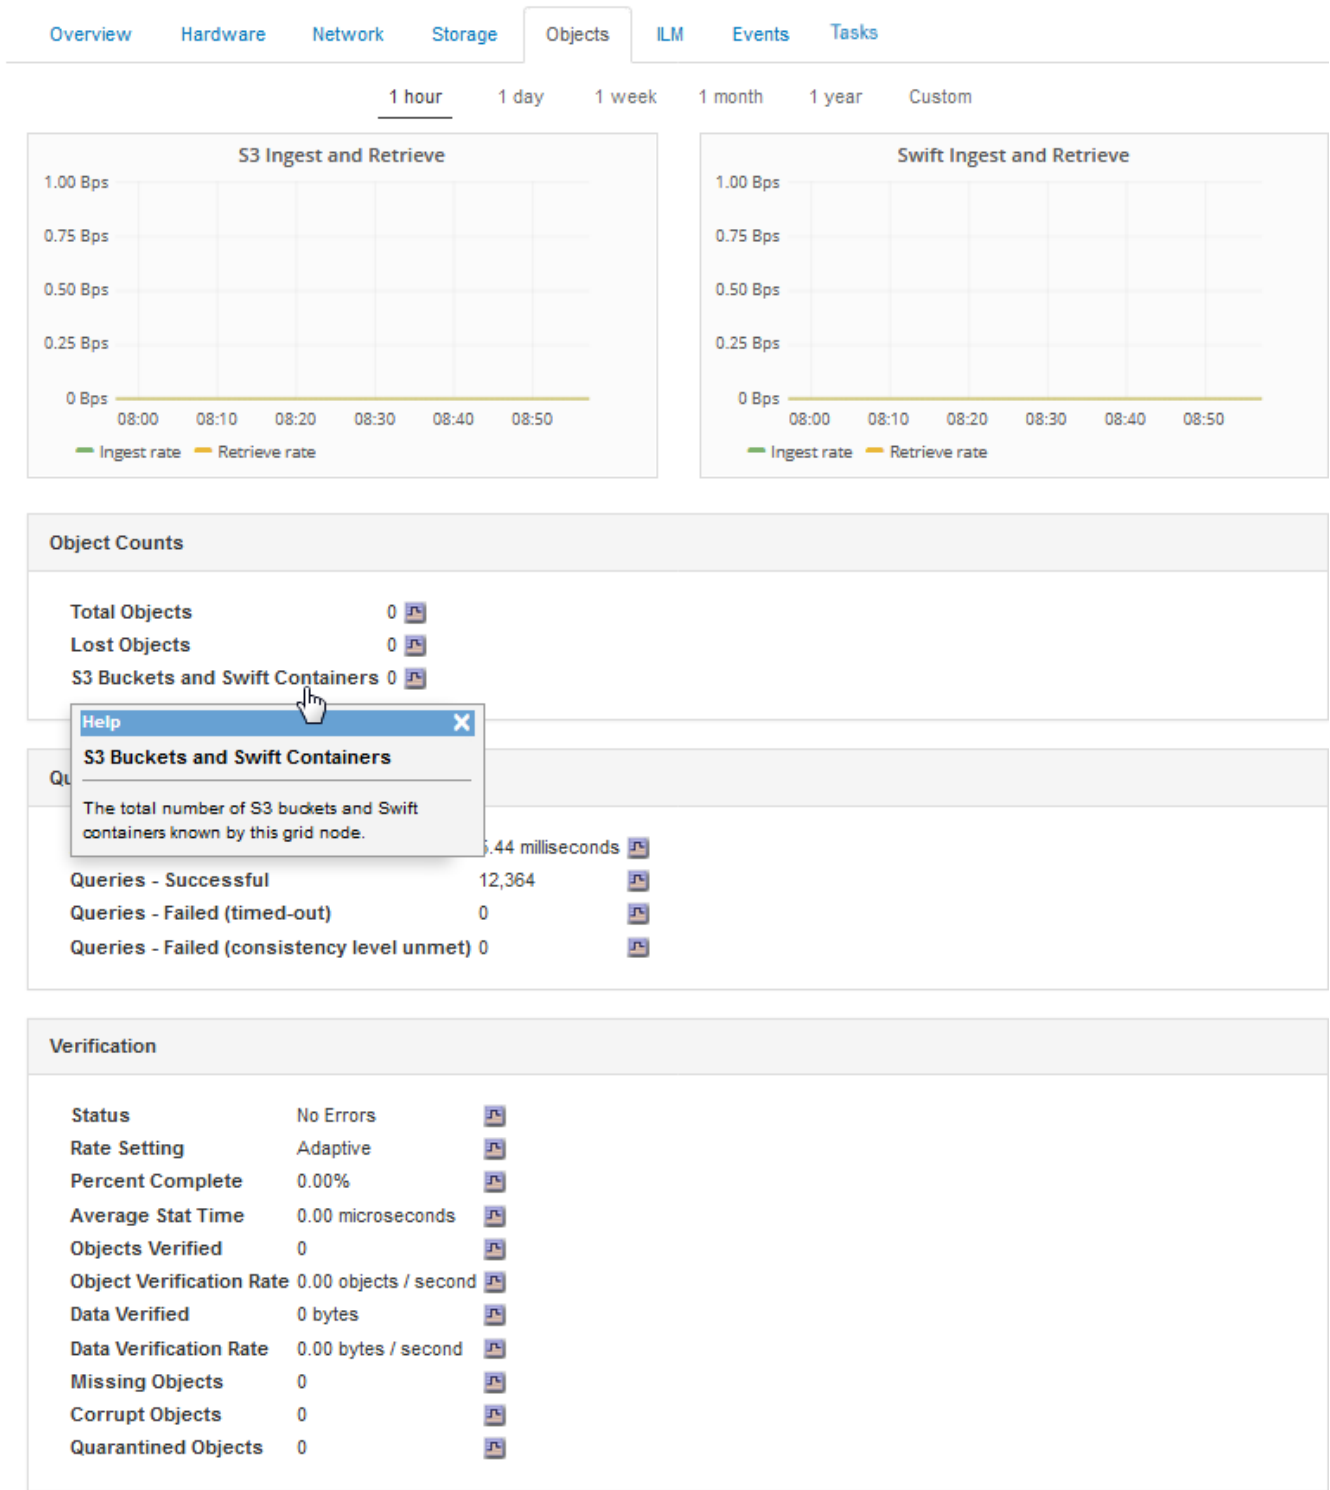 Overview Hardware Network Storage Objects ILM Events Tasks
1 hour 1 day 1 week 1 month 1 year Custom
S3 Ingest and Retrieve
1.00 Bps
0.75 Bps
0.50 Bps
0.25 Bps
0 Bps
08:00 08:10 08:20 08:30 08:40 08:50
Ingest rate Retrieve rate
Swift Ingest and Retrieve
1.00 Bps
0.75 Bps
0.50 Bps
0.25 Bps
0 Bps
08:00 08:10 08:20 08:30 08:40 08:50
Ingest rate Retrieve rate
Object Counts
Total Objects 0
Lost Objects 0
S3 Buckets and Swift Containers 0
Help
S3 Buckets and Swift Containers
The total number of S3 buckets and Swift
containers known by this grid node.
.44 milliseconds
Queries - Successful 12,364
Queries - Failed (timed-out) 0
Queries - Failed (consistency level unmet) 0
Verification
Status No Errors
Rate Setting Adaptive
Percent Complete 0.00%
Average Stat Time 0.00 microseconds
Objects Verified 0
Object Verification Rate 0.00 objects / second
Data Verified 0 bytes
Data Verification Rate 0.00 bytes / second
Missing Objects 0
Corrupt Objects 0
Quarantined Objects 0